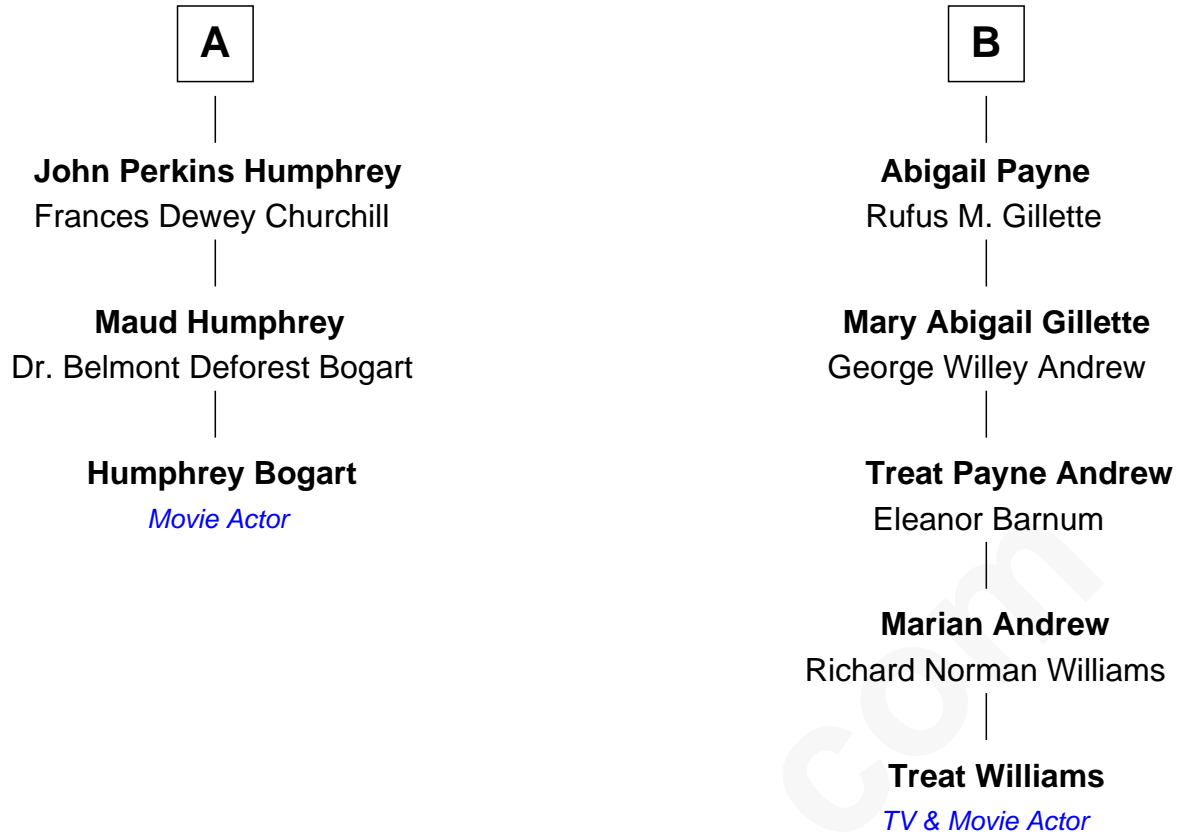 A
John Perkins Humphrey
Frances Dewey Churchill
Maud Humphrey
Dr. Belmont Deforest Bogart
Humphrey Bogart
Movie Actor
B
Abigail Payne
Rufus M. Gillette
Mary Abigail Gillette
George Willey Andrew
Treat Payne Andrew
Eleanor Barnum
Marian Andrew
Richard Norman Williams
Treat Williams
TV & Movie Actor
com